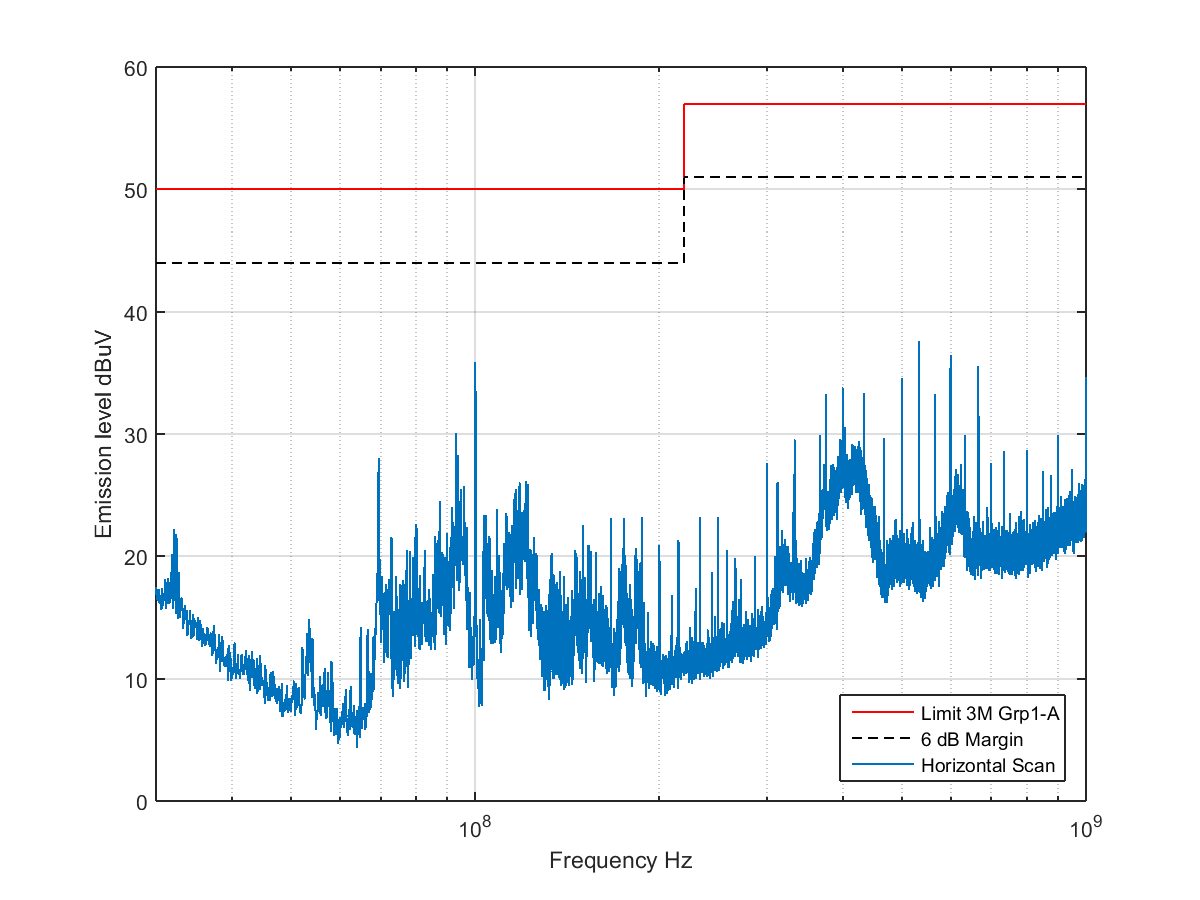 60
50
40
30
20
10
0
Emission level dBuV
10^8
10^9
Frequency Hz
Limit 3M Grp1-A
6 dB Margin
Horizontal Scan